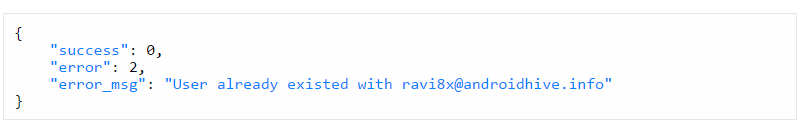 {
    "success": 0,
    "error": 2,
    "error_msg": "User already existed with ravi8x@androidhive.info"
}